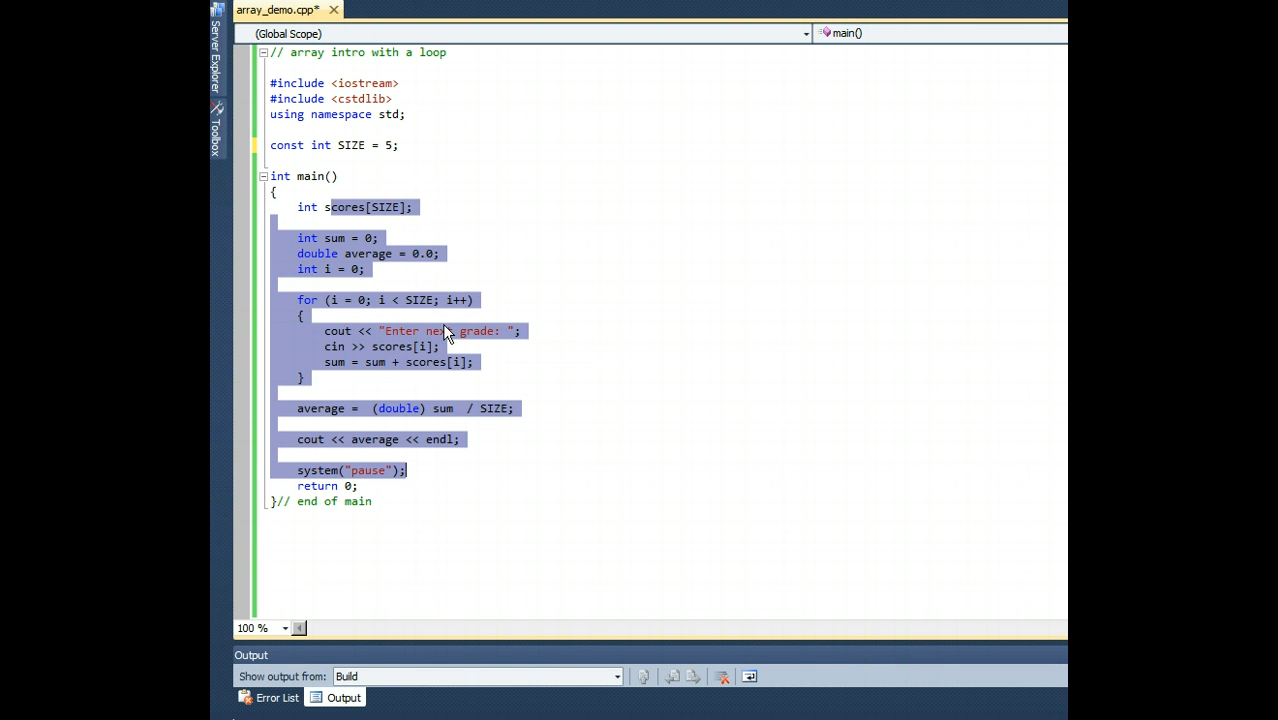 array_demo.cpp*
(Global Scope)
main()
Server Explorer
Toolbox
// array intro with a loop
#include <iostream>
#include <cstdlib>
using namespace std;
const int SIZE = 5;
int main()
{
int scores[SIZE];
int sum = 0;
double average = 0.0;
int i = 0;
for (i = 0; i < SIZE; i++)
{
cout << "Enter next grade: ";
cin >> scores[i];
sum = sum + scores[i];
}
average =  (double) sum  / SIZE;
cout << average << endl;
system("pause");
return 0;
}// end of main
100 %
Output
Show output from: Build
Error List Output